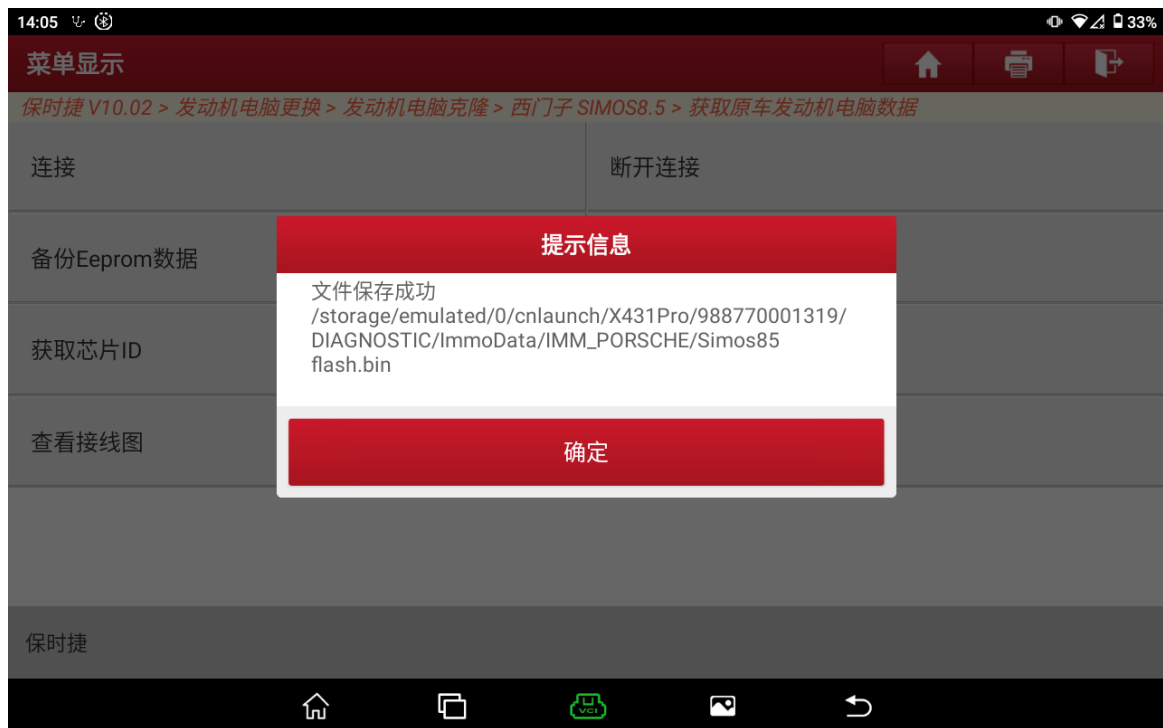 14:05
33%
菜单显示
保时捷 V10.02 > 发动机电脑更换 > 发动机电脑克隆 > 西门子 SIMOS8.5 > 获取原车发动机电脑数据
连接
断开连接
备份Eeprom数据
提示信息
文件保存成功
/storage/emulated/0/cnlaunch/X431Pro/988770001319/
DIAGNOSTIC/ImmoData/IMM_PORSCHE/Simos85
flash.bin
获取芯片ID
查看接线图
确定
保时捷
VCI